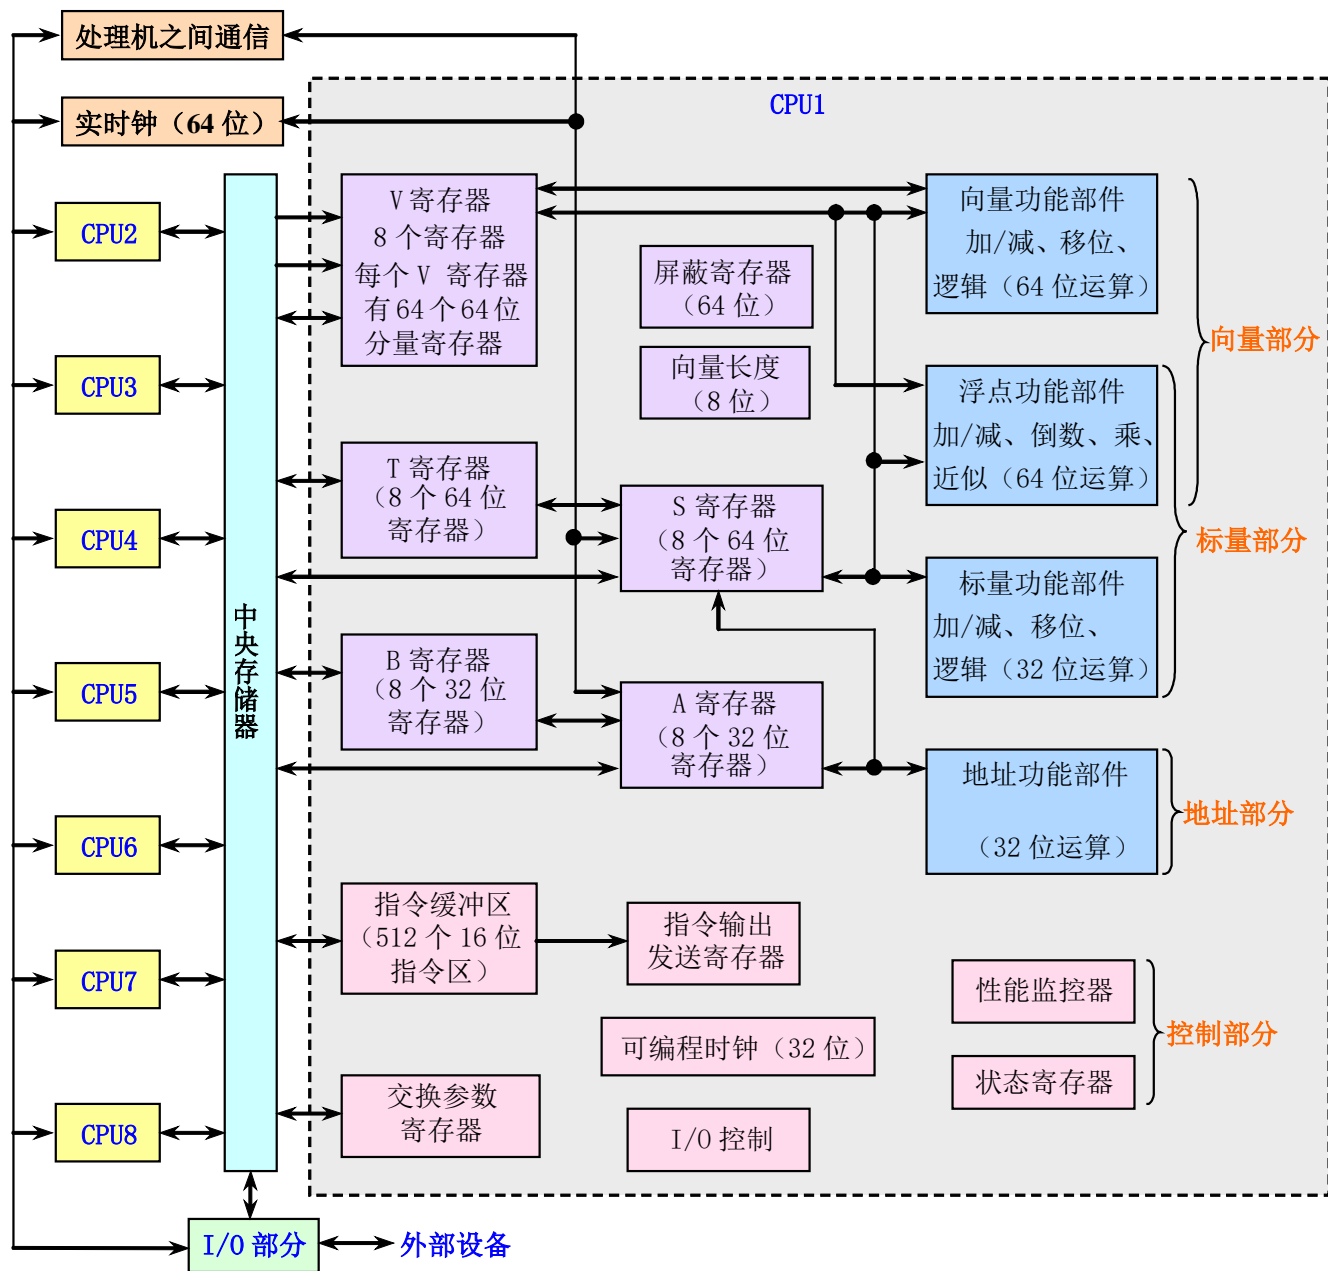 处理机之间通信
实时钟（64 位）
CPU1
CPU2
CPU3
CPU4
CPU5
CPU6
CPU7
CPU8
中央存储器
I/O 部分
外部设备
V 寄存器
8 个寄存器
每个 V 寄存器
有 64 个 64 位
分量寄存器
屏蔽寄存器
（64 位）
向量长度
（8 位）
T 寄存器
（8 个 64 位
寄存器）
S 寄存器
（8 个 64 位
寄存器）
B 寄存器
（8 个 32 位
寄存器）
A 寄存器
（8 个 32 位
寄存器）
向量功能部件
加/减、移位、
逻辑（64 位运算）
浮点功能部件
加/减、倒数、乘、
近似（64 位运算）
标量功能部件
加/减、移位、
逻辑（32 位运算）
地址功能部件
（32 位运算）
向量部分
标量部分
地址部分
指令缓冲区
（512 个 16 位
指令区）
指令输出
发送寄存器
可编程时钟（32 位）
交换参数
寄存器
I/O 控制
性能监控器
状态寄存器
控制部分